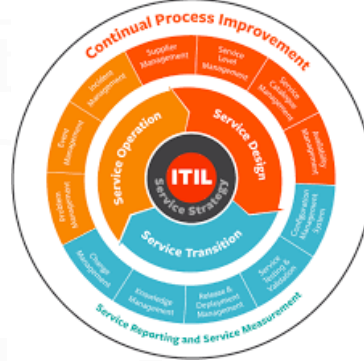 Continual Process Improvement
Supplier
Management
Service
Level
Management
Service
Catalogue
Management
Availability
Management
Configuration
Management
System
Service
Testing &
Validation
Release &
Deployment
Management
Knowledge
Management
Change
Management
Problem
Management
Event
Management
Incident
Management
Service Operation
Service Design
Service Transition
ITIL
Service Strategy
Service Reporting and Service Measurement